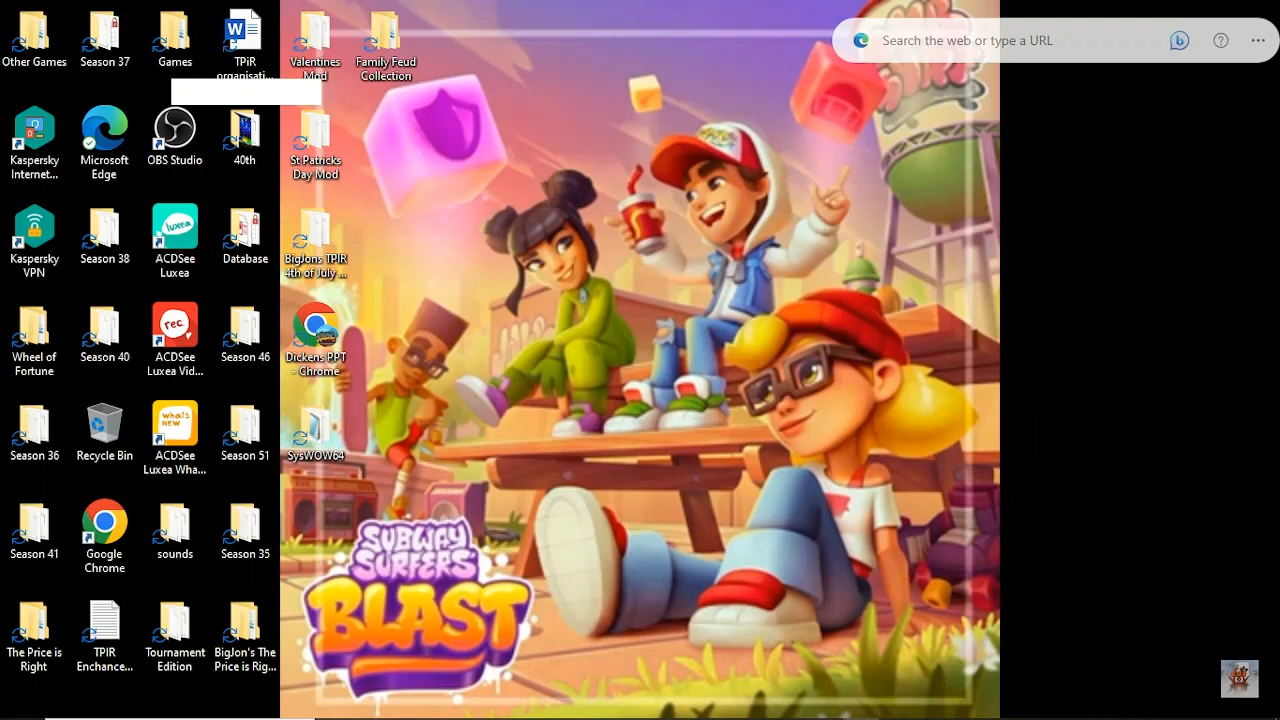 Other Games
Season 37
Games
TPiR
organisati...
Valentines
Mod
Family Feud
Collection
Search the web or type a URL
Kaspersky
Internet...
Microsoft
Edge
OBS Studio
40th
St Patricks
Day Mod
Kaspersky
VPN
Season 38
luxea
ACDSee
Luxea
Database
BigJons TPIR
4th of July ...
Wheel of
Fortune
Season 40
rec.
ACDSee
Luxea Vid...
Season 46
Dickens PPT
- Chrome
Season 36
Recycle Bin
what's
new
ACDSee
Luxea Wha...
Season 51
SysWOW64
Season 41
Google
Chrome
sounds
Season 35
The Price is
Right
TPIR
Enchance...
Tournament
Edition
BigJon's The
Price is Rig...
SUBWAY
SURFERS
BLAST